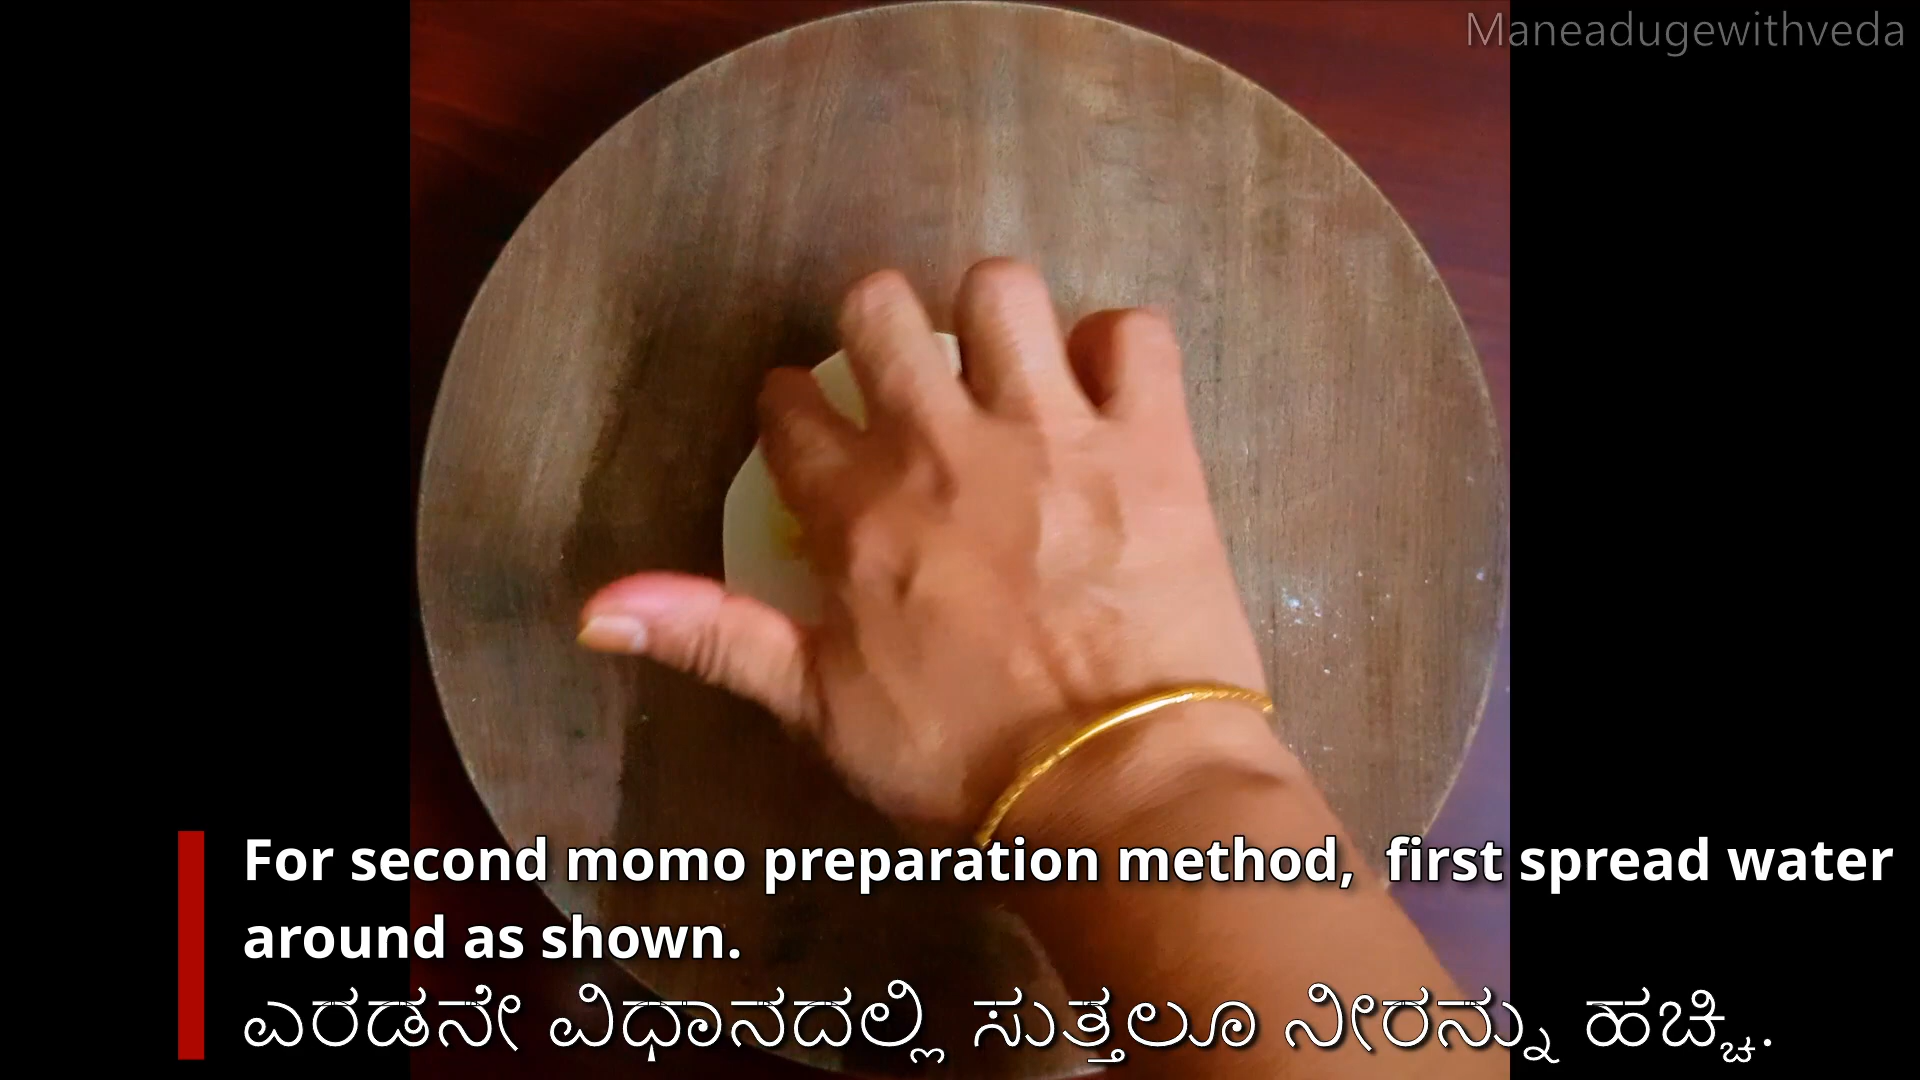 Maneadugewithveda
For second momo preparation method, first spread water
around as shown.
ಎರಡನೇ ವಿಧಾನದಲ್ಲಿ ಸುತ್ತಲೂ ನೀರನ್ನು ಹಚ್ಚಿ.